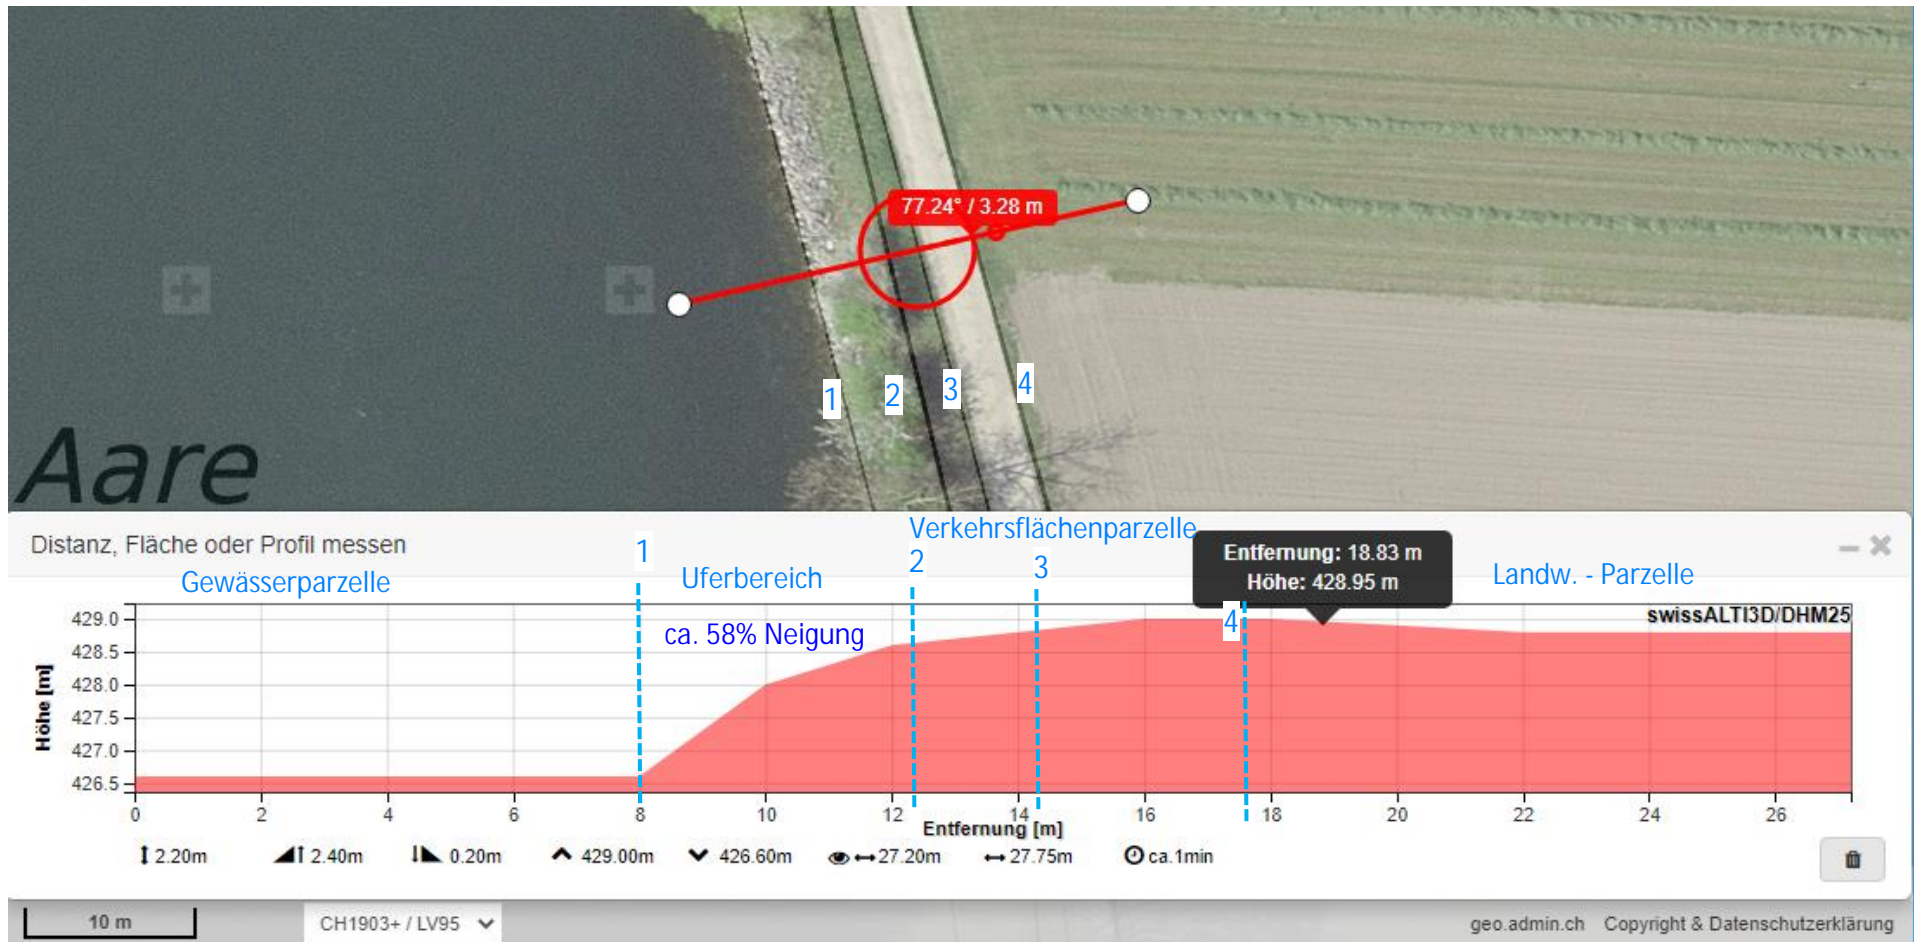 77.24° / 3.28 m
1
2
3
4
Aare
Distanz, Fläche oder Profil messen
Verkehrsflächenparzelle
1
2
3
4
Gewässerparzelle
Uferbereich
Landw. - Parzelle
Entfernung: 18.83 m
Höhe: 428.95 m
ca. 58% Neigung
swissALTI3D/DHM25
Höhe [m]
429.0
428.5
428.0
427.5
427.0
426.5
0 2 4 6 8 10 12 14 16 18 20 22 24 26
Entfernung [m]
2.20m 2.40m 0.20m 429.00m 426.60m 27.20m 27.75m ca.1min
10 m
CH1903+ / LV95
geo.admin.ch Copyright & Datenschutzerklärung